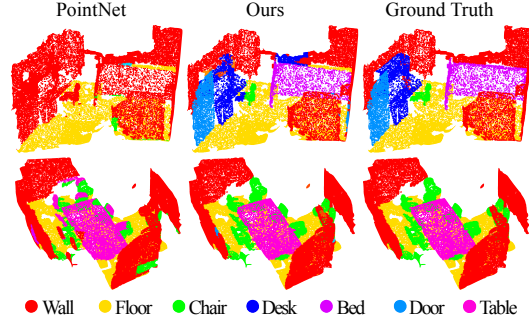 PointNet Ours Ground Truth
Wall Floor Chair Desk Bed Door Table